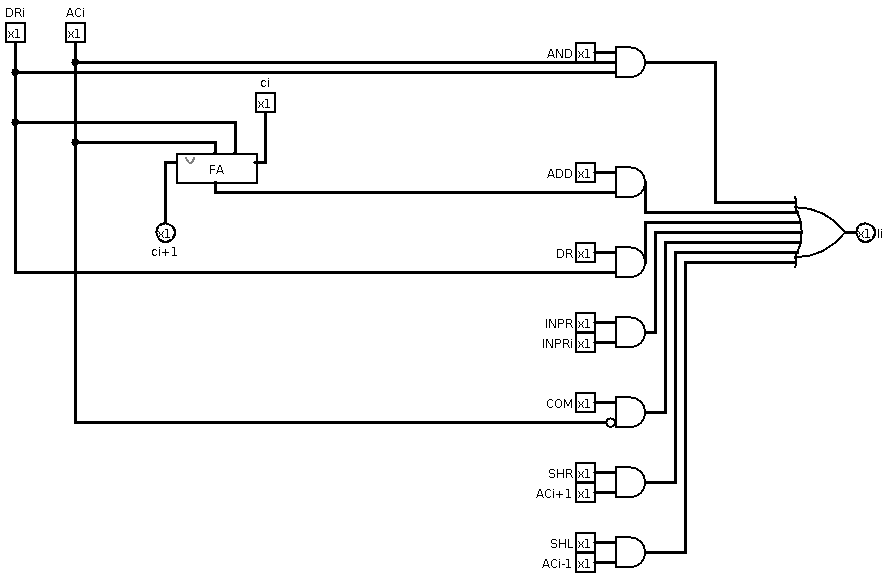 DRi ACi
x1 x1
AND x1
ci
x1
FA
ADD x1
x1
ci+1
x1 li
DR x1
INPR x1
INPRi x1
COM x1
SHR x1
ACi+1 x1
SHL x1
ACi-1 x1